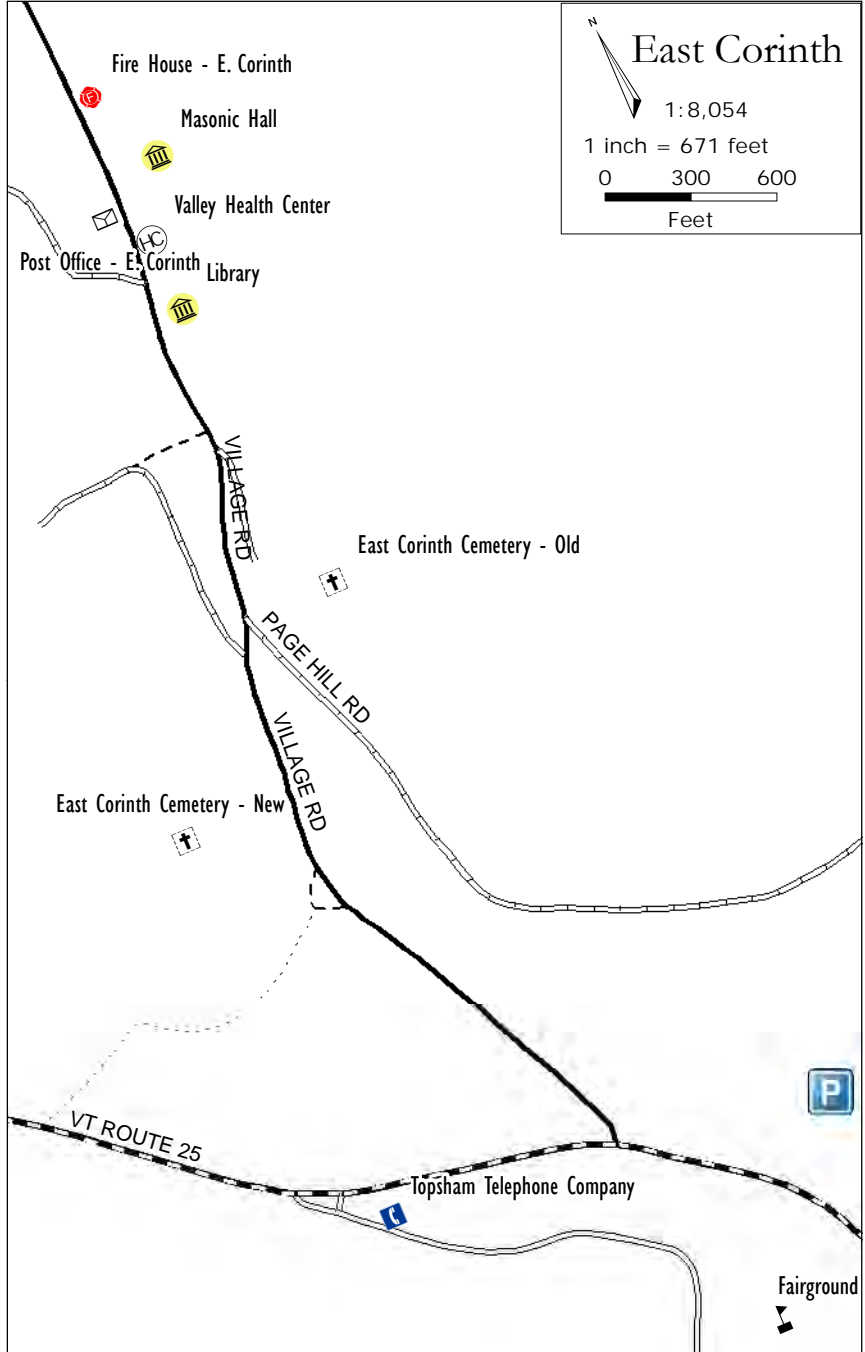 N
East Corinth
1:8,054
1 inch = 671 feet
0 300 600
Feet
Fire House - E. Corinth
F
Masonic Hall
Valley Health Center
HC
Post Office - E. Corinth
Library
VILLAGE RD
East Corinth Cemetery - Old
PAGE HILL RD
VILLAGE RD
East Corinth Cemetery - New
P
VT ROUTE 25
Topsham Telephone Company
Fairground